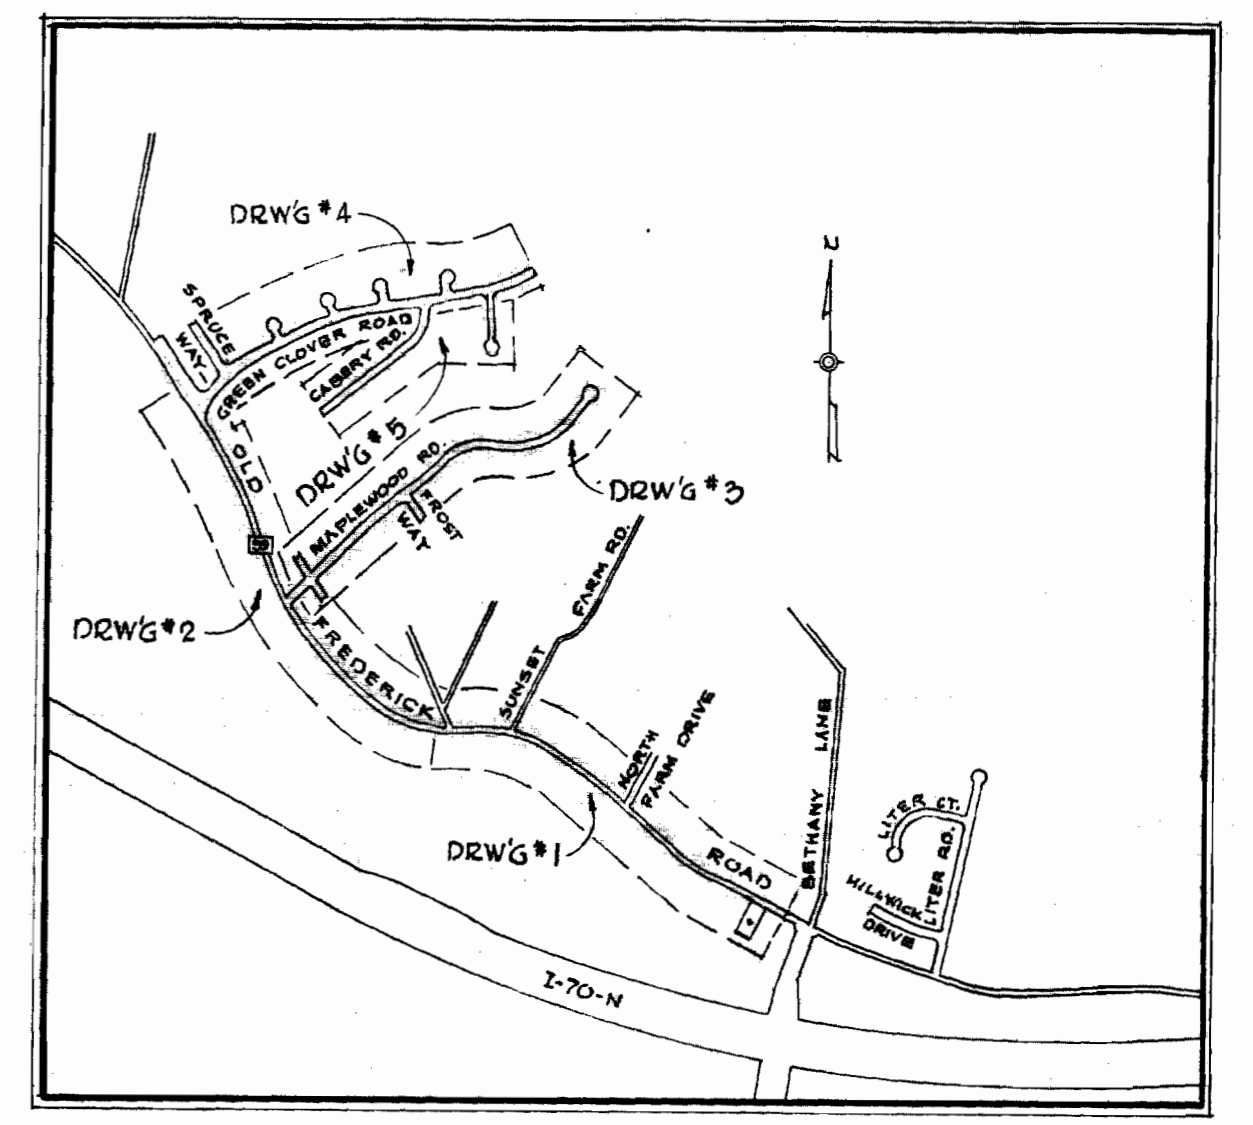 DRW'G #4
N
SPRUCE
WAY
GREEN CLOVER ROAD
CABERY RD.
DRW'G #5
OLD
MAPLEWOOD RD.
FROST
WAY
DRW'G #3
FARM RD.
SUNSET
DRW'G #2
FREDERICK
NORTH
FARM DRIVE
LANE
BETHANY
DRW'G #1
ROAD
LITER CT.
LITER RD.
HILLWICK
DRIVE
I-70-N